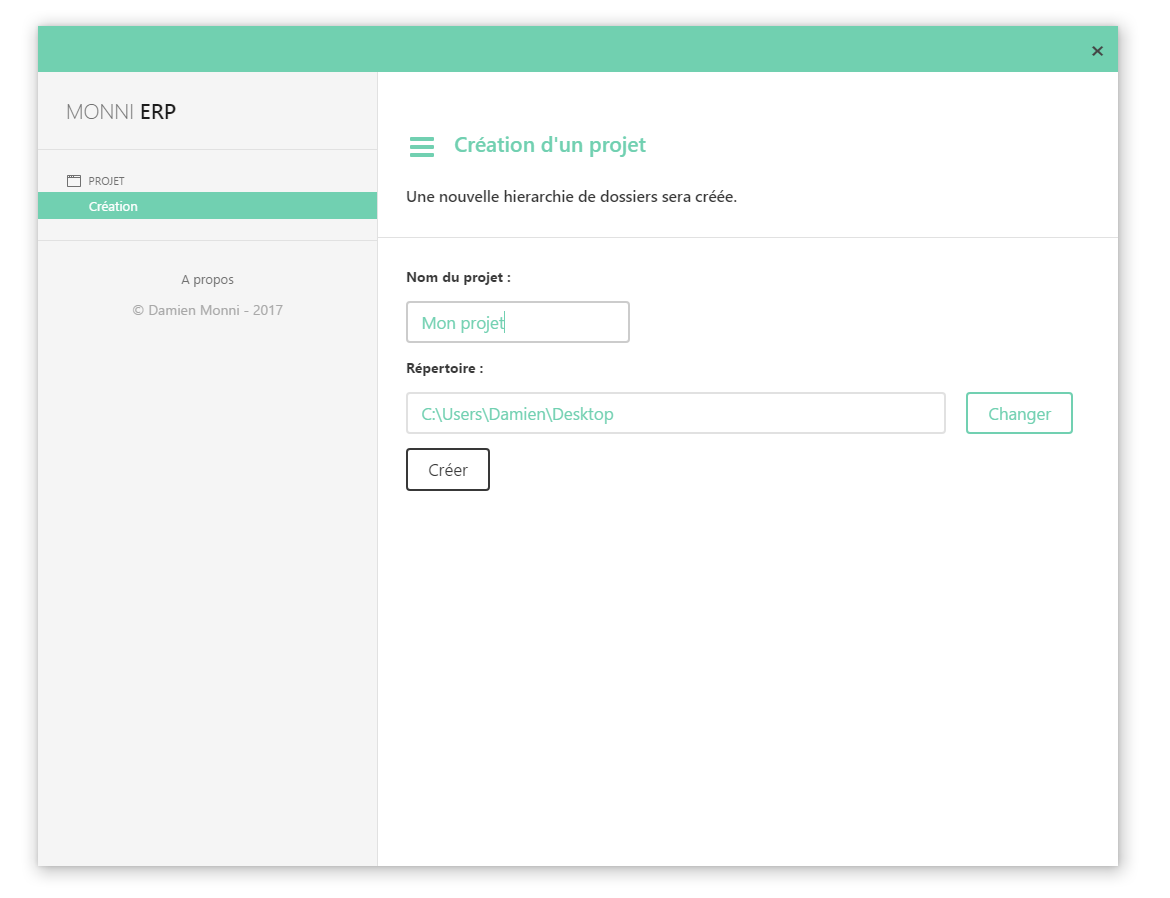 MONNI ERP
PROJET
Création
A propos
© Damien Monni - 2017
Création d'un projet
Une nouvelle hierarchie de dossiers sera créée.
Nom du projet :
Mon projet
Répertoire :
C:\Users\Damien\Desktop
Changer
Créer